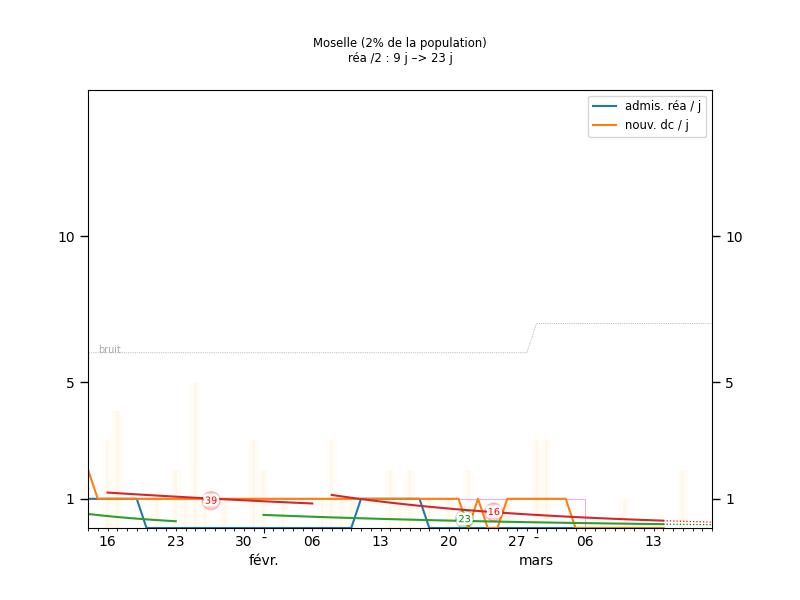 Moselle (2% de la population)
réa /2 : 9 j –> 23 j
admis. réa / j
nouv. dc / j
10
10
bruit
5
5
1
39
16
23
1
16
23
30
-
06
13
20
27
-
06
13
févr.
mars